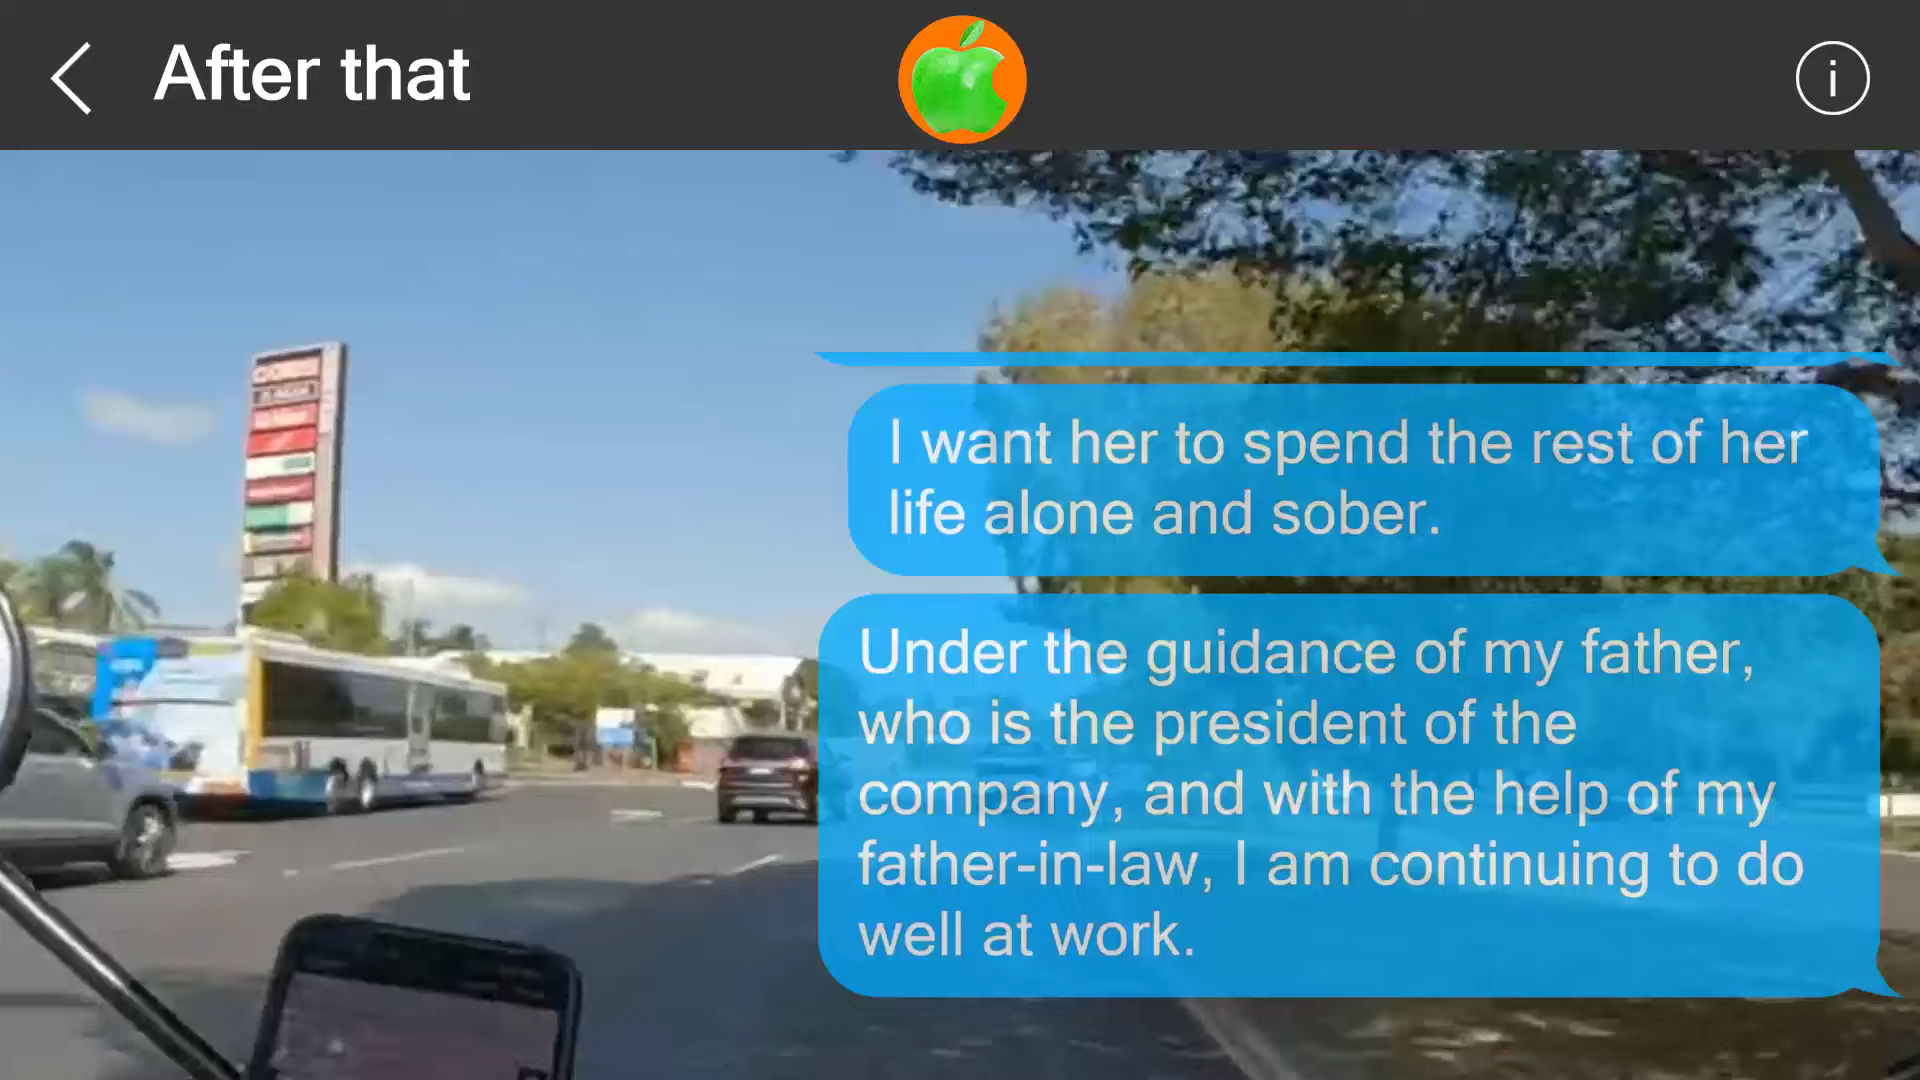 After that
I want her to spend the rest of her
life alone and sober.
Under the guidance of my father,
who is the president of the
company, and with the help of my
father-in-law, I am continuing to do
well at work.